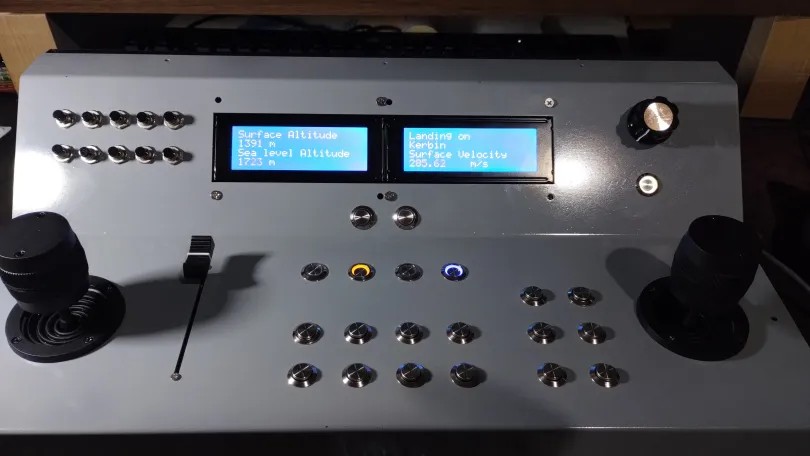 Surface Altitude
1391 m
Sea level Altitude
1723 m
Landing on
Kerbin
Surface Velocity
285.62 m/s